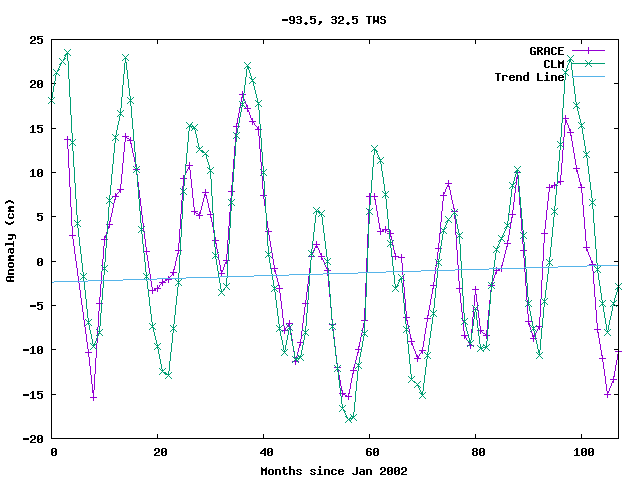 -93.5, 32.5 TWS
GRACE
CLM
Trend Line
25
20
15
10
5
0
-5
-10
-15
-20
Anomaly (cm)
0 20 40 60 80 100
Months since Jan 2002